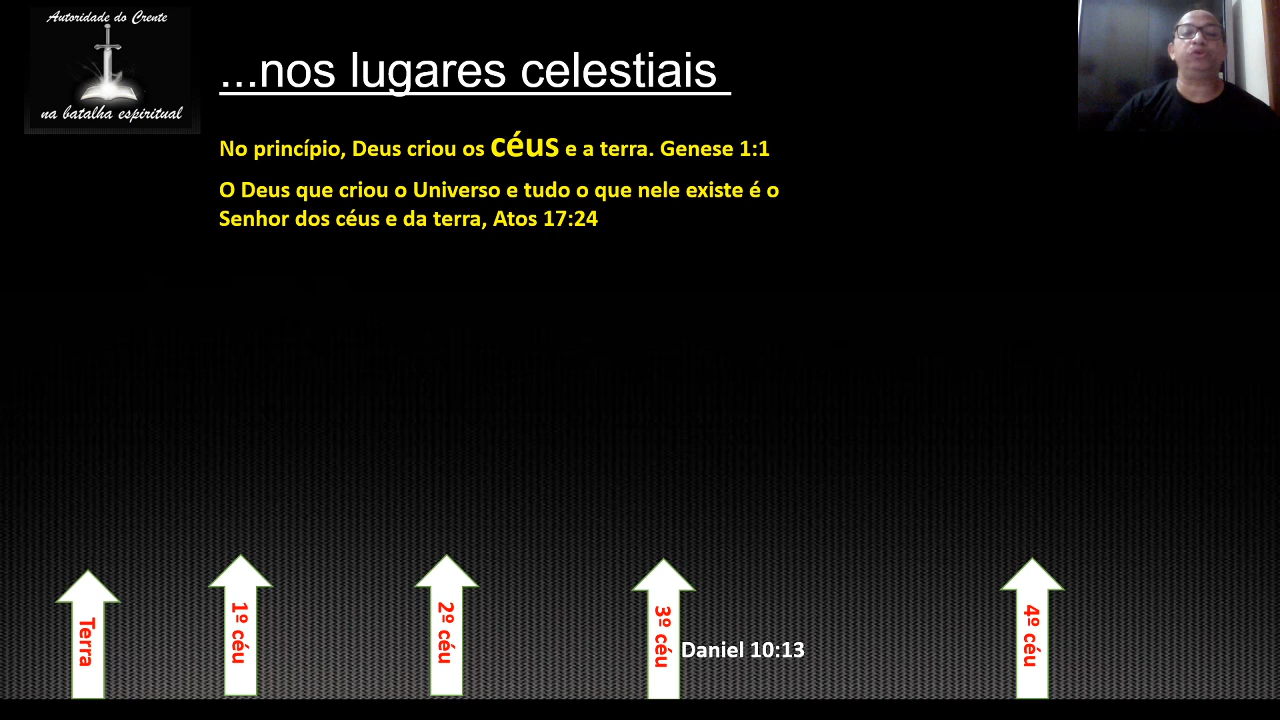 Autoridade do Crente
na batalha espiritual
...nos lugares celestiais
No princípio, Deus criou os céus e a terra. Genese 1:1
O Deus que criou o Universo e tudo o que nele existe é o
Senhor dos céus e da terra, Atos 17:24
Terra
1º céu
2º céu
3º céu
Daniel 10:13
4º céu